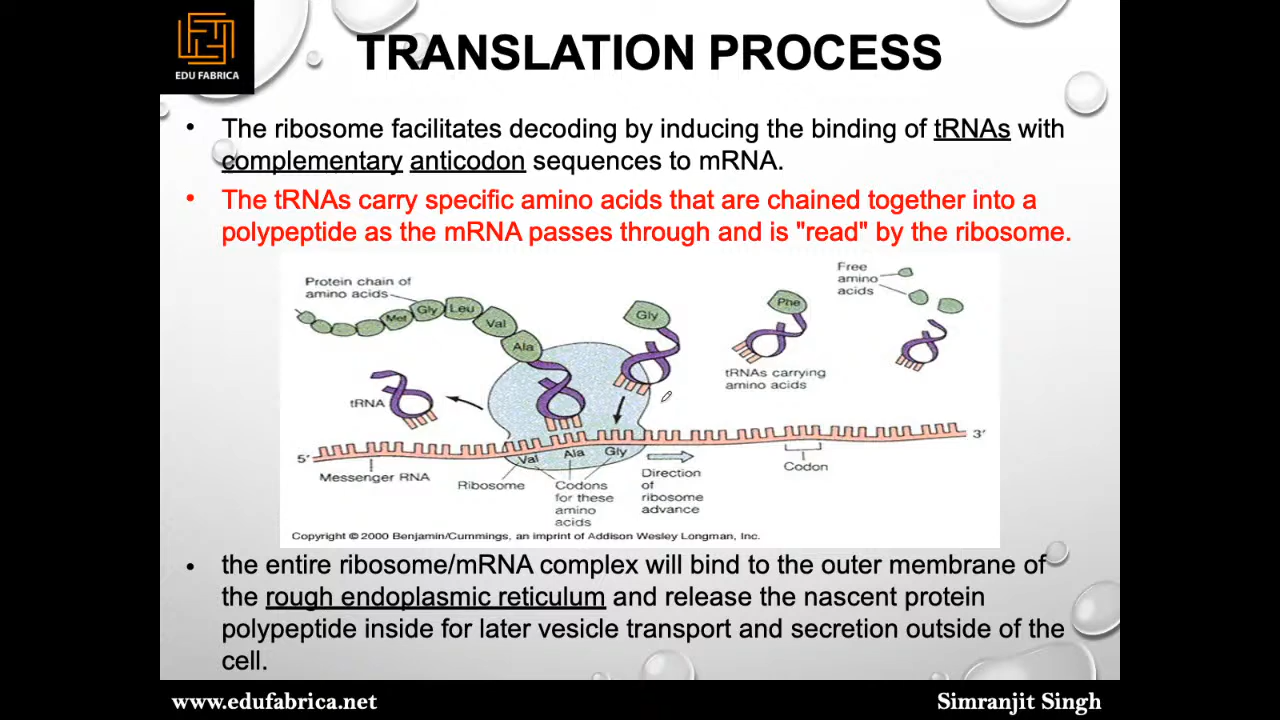 EDU FABRICA
TRANSLATION PROCESS
• The ribosome facilitates decoding by inducing the binding of tRNAs with
complementary anticodon sequences to mRNA.
• The tRNAs carry specific amino acids that are chained together into a
polypeptide as the mRNA passes through and is "read" by the ribosome.
Protein chain of
amino acids
Met
Gly
Leu
Val
Ala
Gly
Phe
Free
amino
acids
tRNAs carrying
amino acids
tRNA
5'
3'
Messenger RNA
Val
Ala
Gly
Ribosome
Codons
for these
amino
acids
Direction
of
ribosome
advance
Codon
Copyright © 2000 Benjamin/Cummings, an imprint of Addison Wesley Longman, Inc.
• the entire ribosome/mRNA complex will bind to the outer membrane of
the rough endoplasmic reticulum and release the nascent protein
polypeptide inside for later vesicle transport and secretion outside of the
cell.
www.edufabrica.net
Simranjit Singh